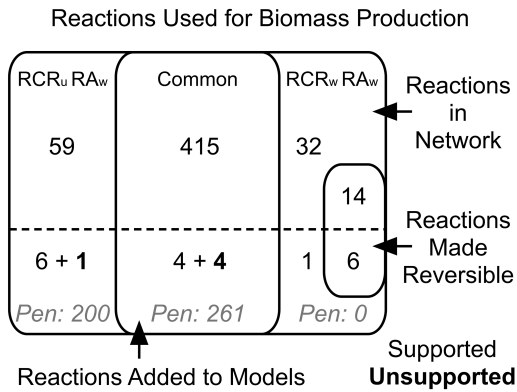 Reactions Used for Biomass Production
RCRu RAw
Common
RCRw RAw
Reactions
in
Network
59
415
32
14
Reactions
Made
Reversible
6 + 1
4 + 4
1
6
Pen: 200
Pen: 261
Pen: 0
Supported
Unsupported
Reactions Added to Models